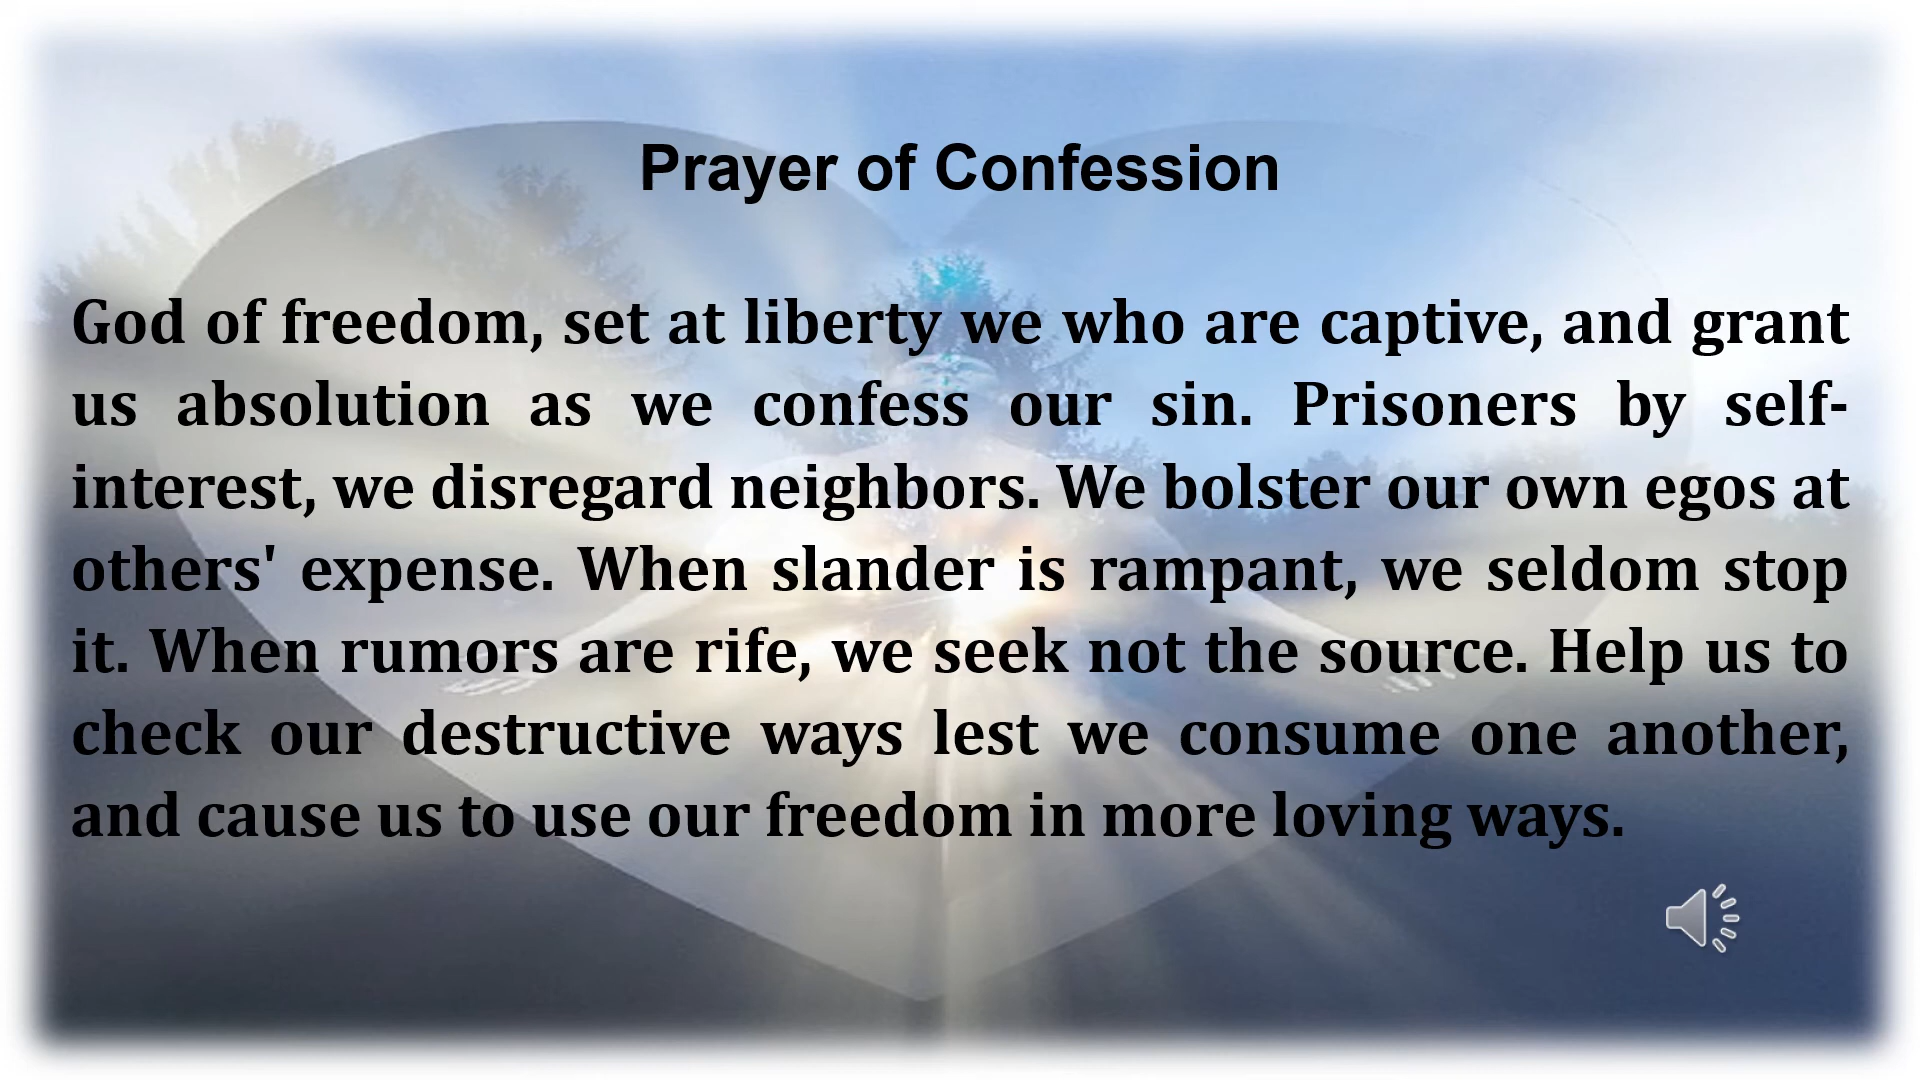 Prayer of Confession
God of freedom, set at liberty we who are captive, and grant
us absolution as we confess our sin. Prisoners by self-
interest, we disregard neighbors. We bolster our own egos at
others' expense. When slander is rampant, we seldom stop
it. When rumors are rife, we seek not the source. Help us to
check our destructive ways lest we consume one another,
and cause us to use our freedom in more loving ways.